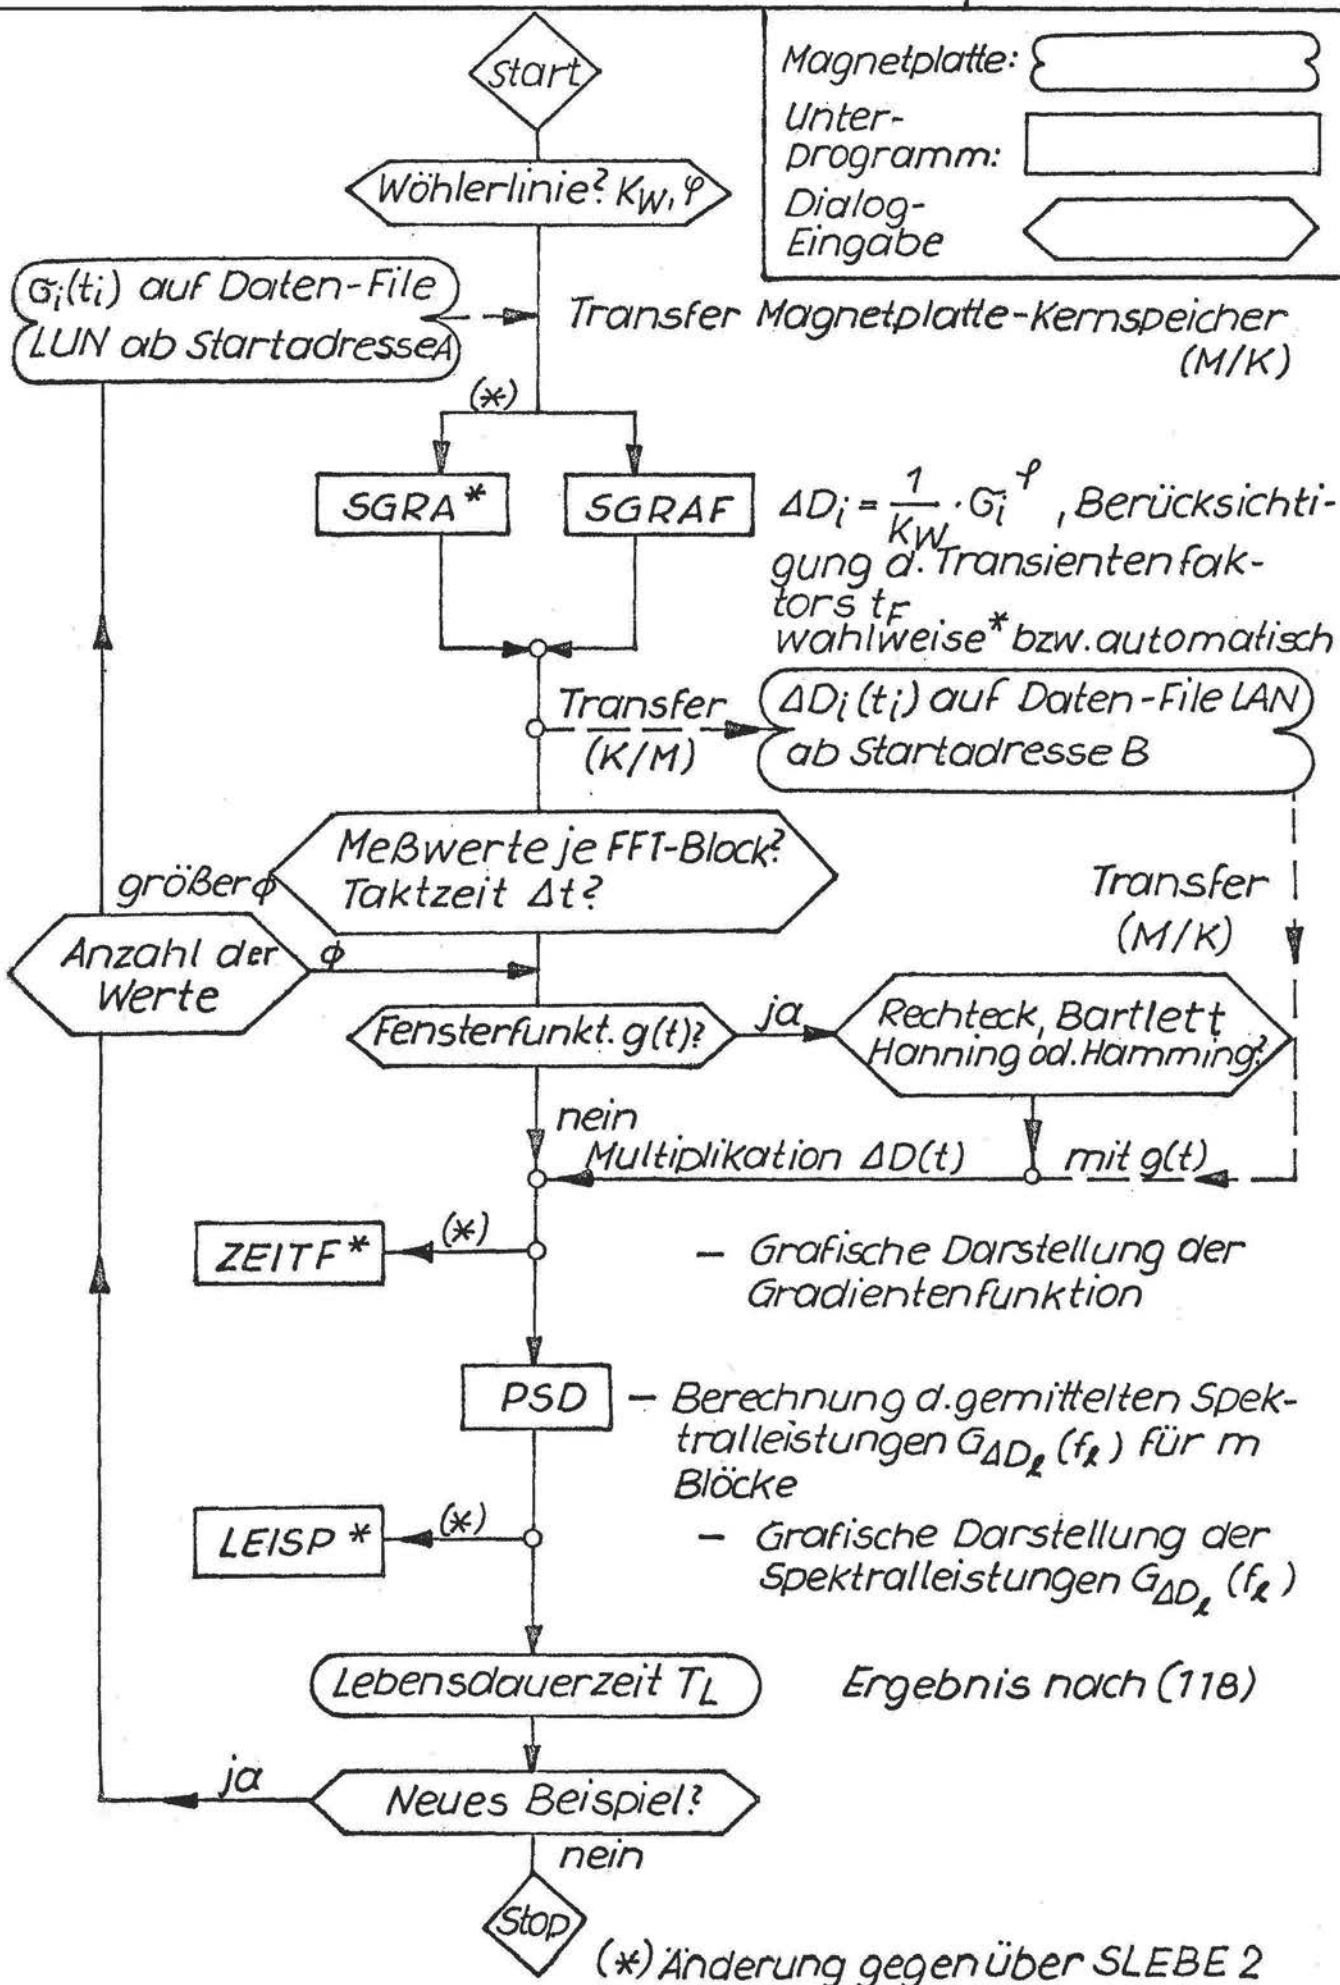 Start
Magnetplatte:
Unter-
programm:
Dialog-
Eingabe
Wöhlerlinie? K_W, φ
σ_i(t_i) auf Daten-File
LUN ab Startadresse A
Transfer Magnetplatte-Kernspeicher
(M/K)
(*)
SGRA*
SGRAF
ΔD_i = 1/K_W · σ_i^φ, Berücksichti-
gung d. Transientenfak-
tors t_F
wahlweise* bzw. automatisch
Transfer
(K/M)
ΔD_i(t_i) auf Daten-File LAN
ab Startadresse B
Meßwerte je FFT-Block?
Taktzeit Δt?
größer ϕ
Transfer
(M/K)
Anzahl der
Werte
ϕ
Fensterfunkt. g(t)?
ja
Rechteck, Bartlett
Hanning od. Hamming?
nein
Multiplikation ΔD(t) mit g(t)
ZEITF*
(*)
– Grafische Darstellung der
Gradientenfunktion
PSD
– Berechnung d. gemittelten Spek-
tralleistungen G_ΔD_ℓ (f_ℓ) für m
Blöcke
LEISP*
(*)
– Grafische Darstellung der
Spektralleistungen G_ΔD_ℓ (f_ℓ)
Lebensdauerzeit T_L
Ergebnis nach (118)
ja
Neues Beispiel?
nein
Stop
(*) Änderung gegenüber SLEBE 2